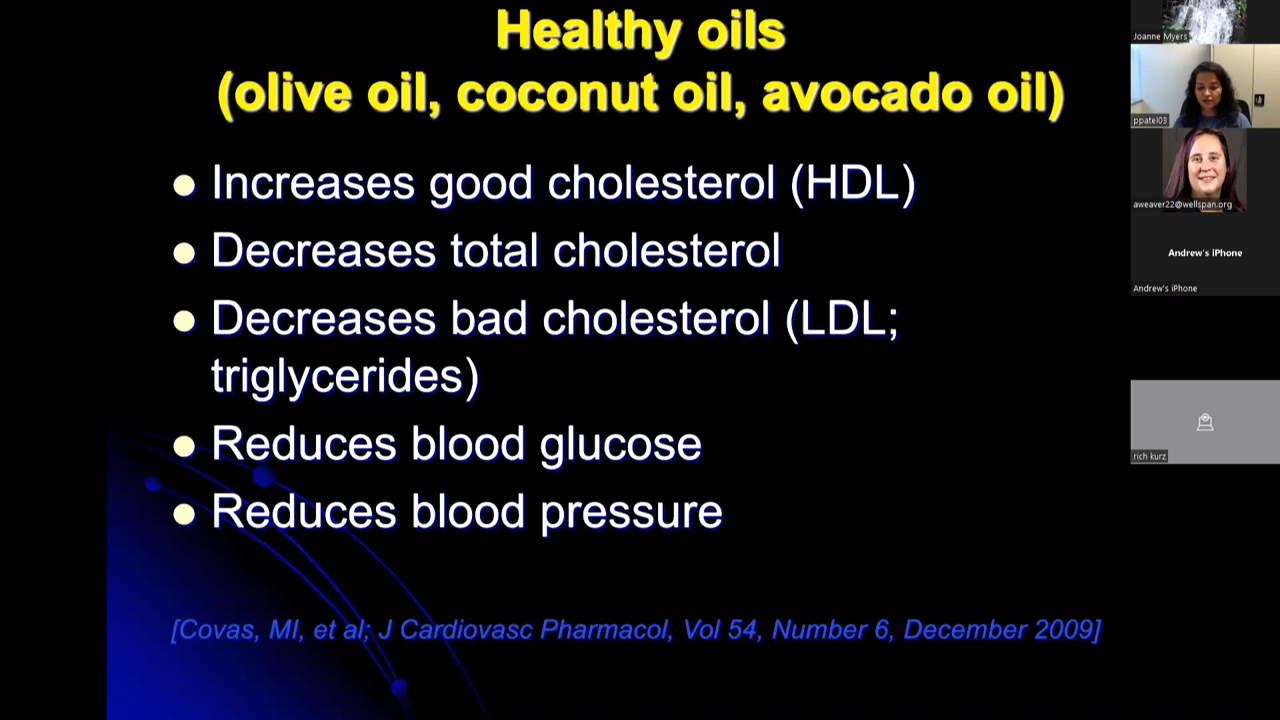 Healthy oils
(olive oil, coconut oil, avocado oil)
Increases good cholesterol (HDL)
Decreases total cholesterol
Decreases bad cholesterol (LDL;
triglycerides)
Reduces blood glucose
Reduces blood pressure
[Covas, MI, et al; J Cardiovasc Pharmacol, Vol 54, Number 6, December 2009]
Joanne Myers
ppatel03
aweaver22@wellspan.org
Andrew's iPhone
Andrew's iPhone
rich kurz